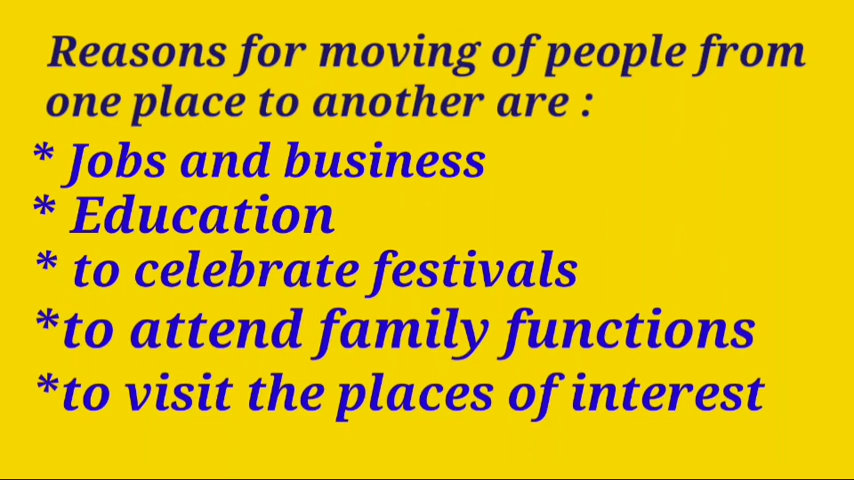 Reasons for moving of people from
one place to another are :
* Jobs and business
* Education
* to celebrate festivals
*to attend family functions
*to visit the places of interest